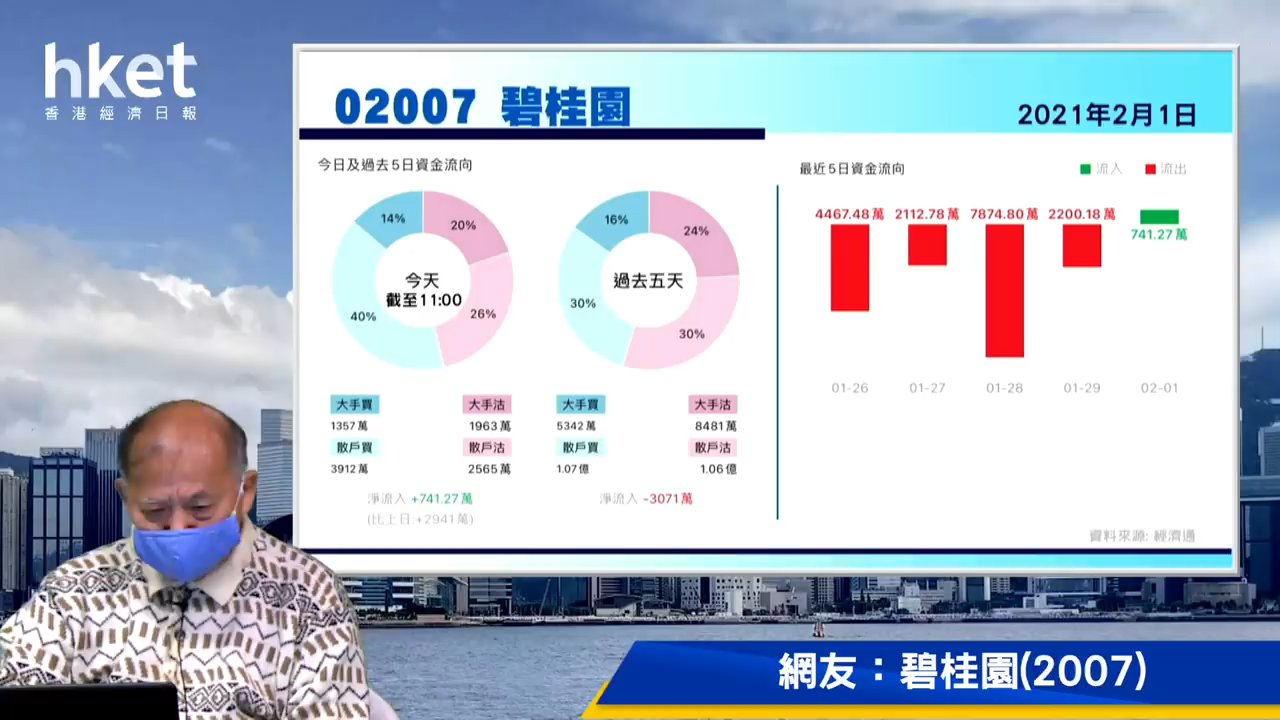 hket
香港經濟日報
02007 碧桂園
2021年2月1日
今日及過去5日資金流向
14%
20%
40%
26%
今天
截至11:00
16%
24%
30%
30%
過去五天
大手買
大手沽
1357萬
1963萬
散戶買
散戶沽
3912萬
2565萬
淨流入 +741.27萬
(比上日:+2941萬)
大手買
大手沽
5342萬
8481萬
散戶買
散戶沽
1.07億
1.06億
淨流入 -3071萬
最近5日資金流向
流入 流出
4467.48萬 2112.78萬 7874.80萬 2200.18萬
741.27萬
01-26 01-27 01-28 01-29 02-01
資料來源: 經濟通
網友：碧桂園(2007)